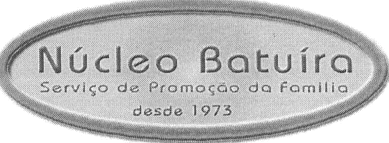 Núcleo Batuíra
Serviço de Promoção da Família
desde 1973